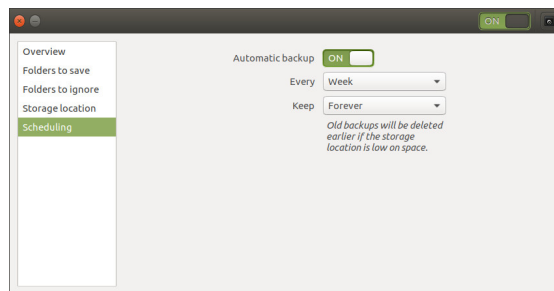 ON
Overview
Folders to save
Folders to ignore
Storage location
Scheduling
Automatic backup ON
Every Week
Keep Forever
Old backups will be deleted
earlier if the storage
location is low on space.